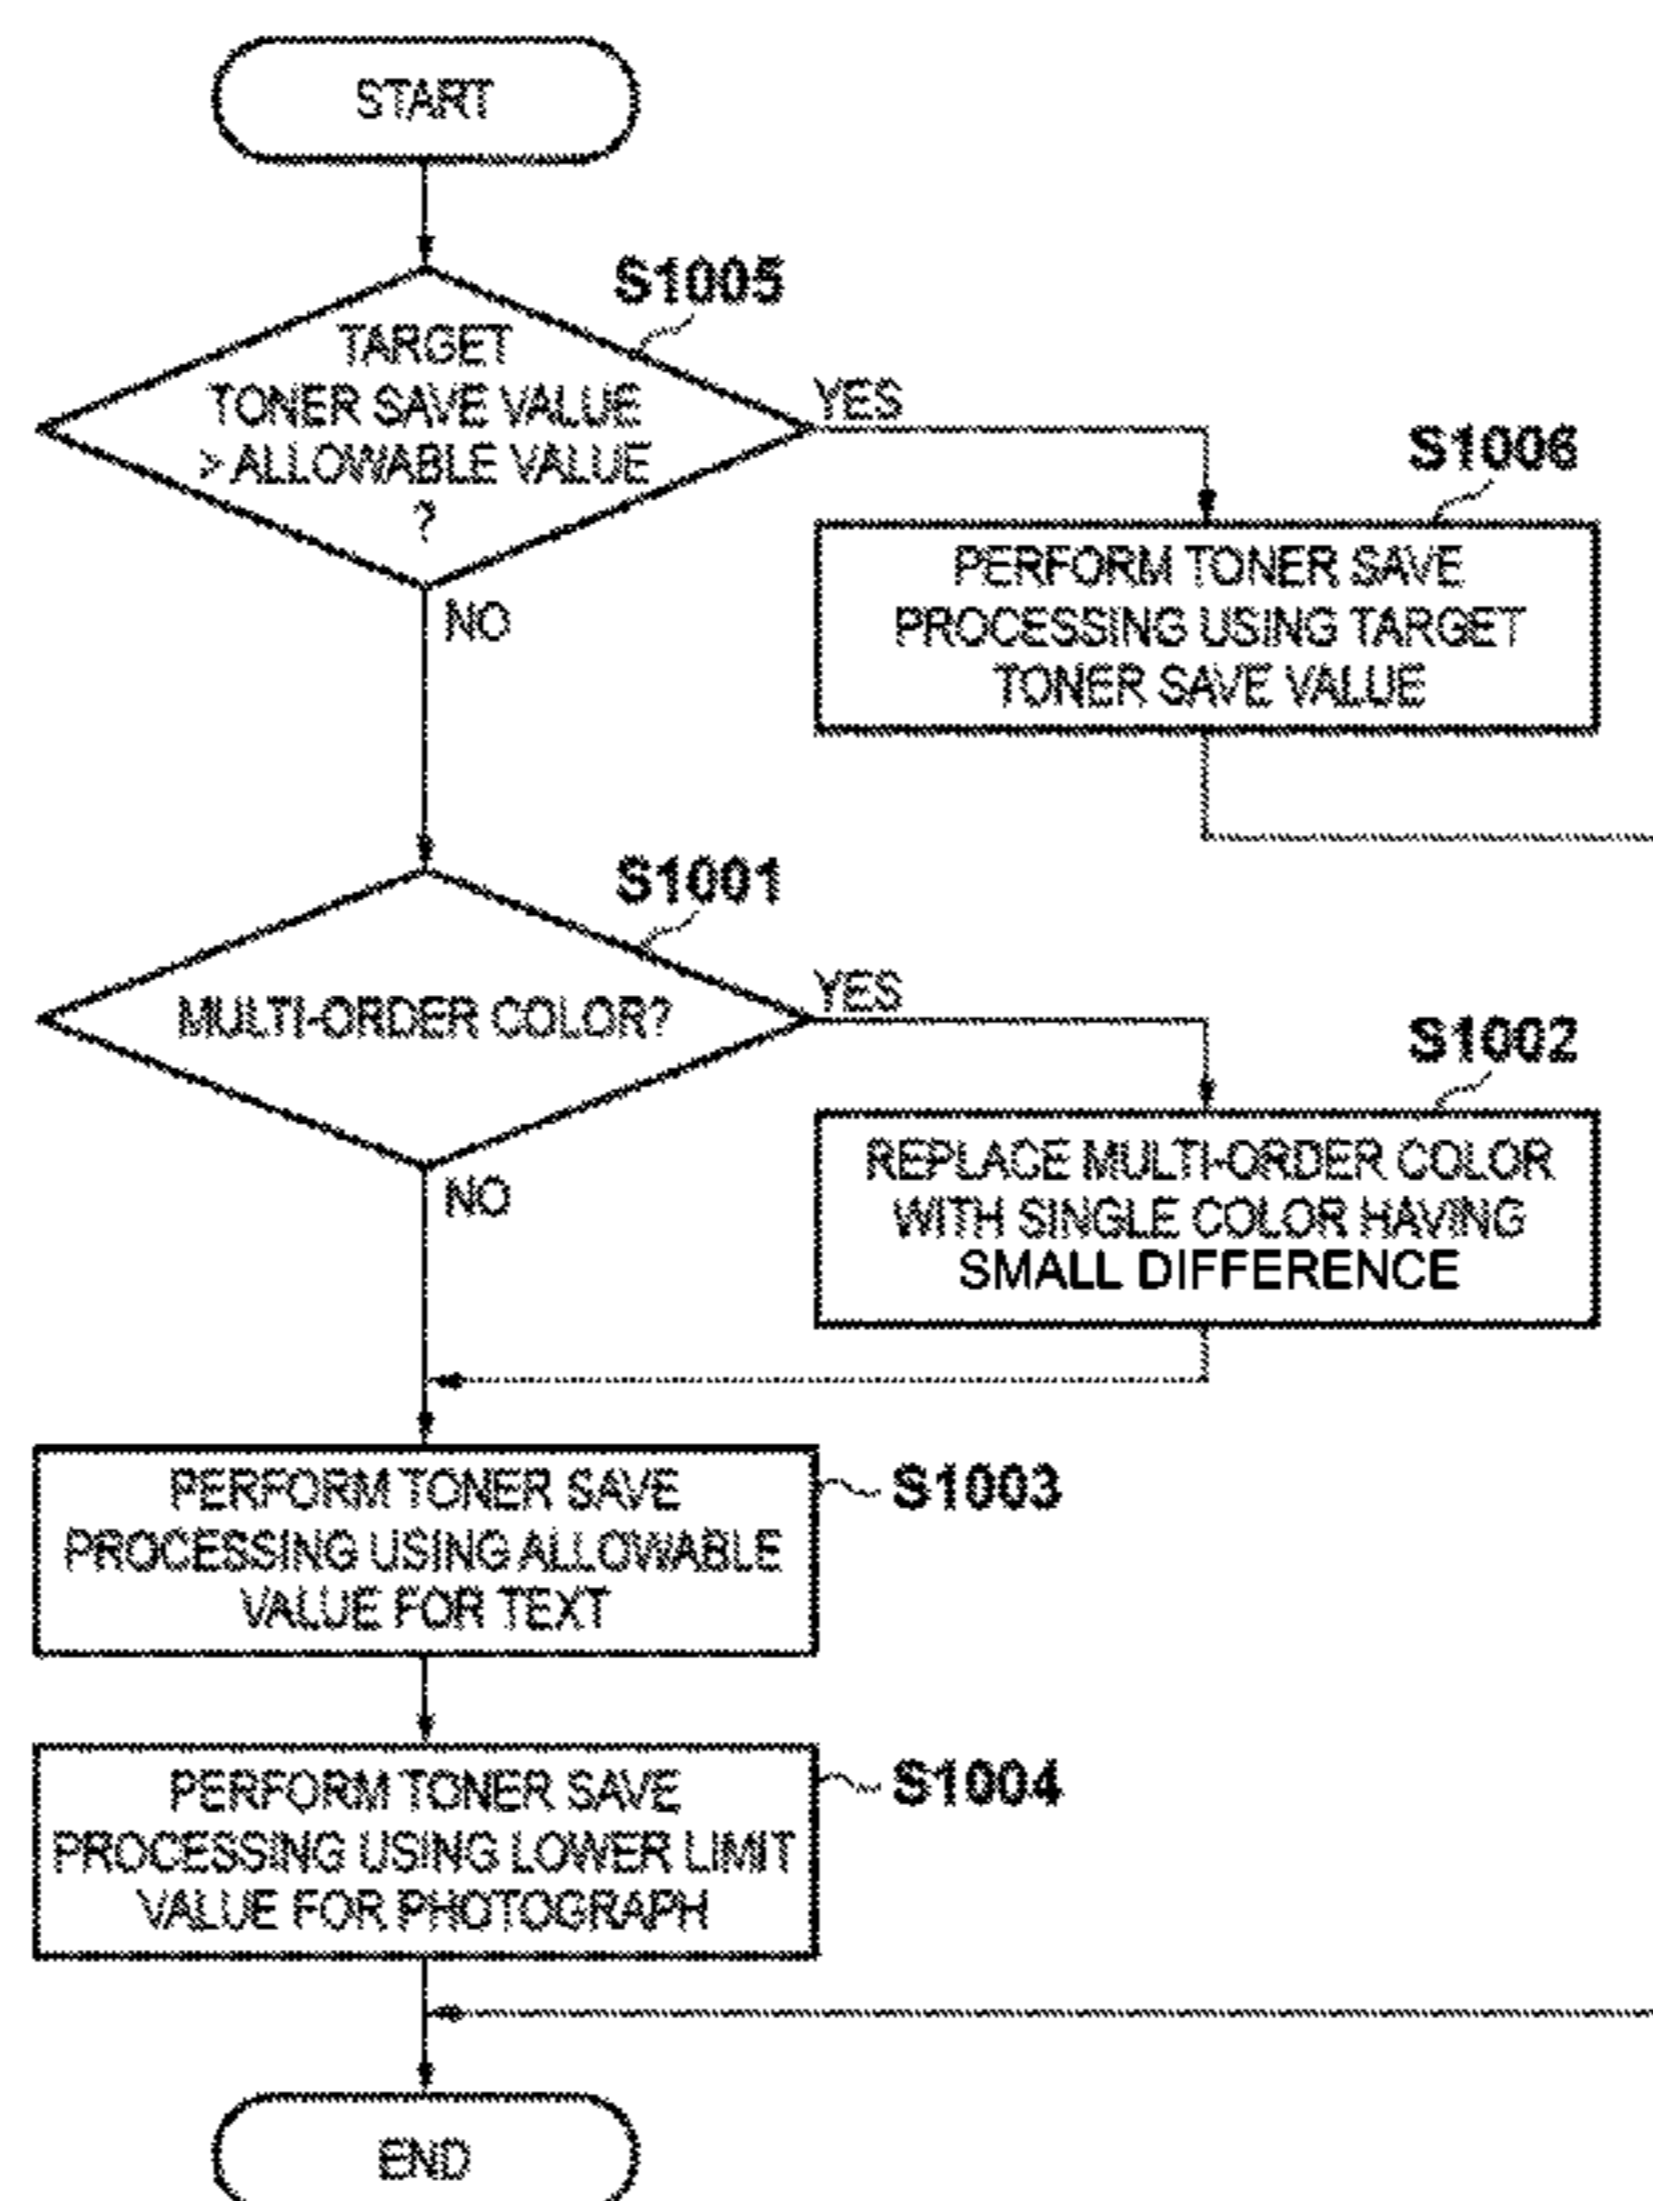 START
S1005
TARGET
TONER SAVE VALUE
> ALLOWABLE VALUE
?
YES
NO
S1006
PERFORM TONER SAVE
PROCESSING USING TARGET
TONER SAVE VALUE
S1001
MULTI-ORDER COLOR?
YES
NO
S1002
REPLACE MULTI-ORDER COLOR
WITH SINGLE COLOR HAVING
SMALL DIFFERENCE
PERFORM TONER SAVE
PROCESSING USING ALLOWABLE
VALUE FOR TEXT
S1003
PERFORM TONER SAVE
PROCESSING USING LOWER LIMIT
VALUE FOR PHOTOGRAPH
S1004
END